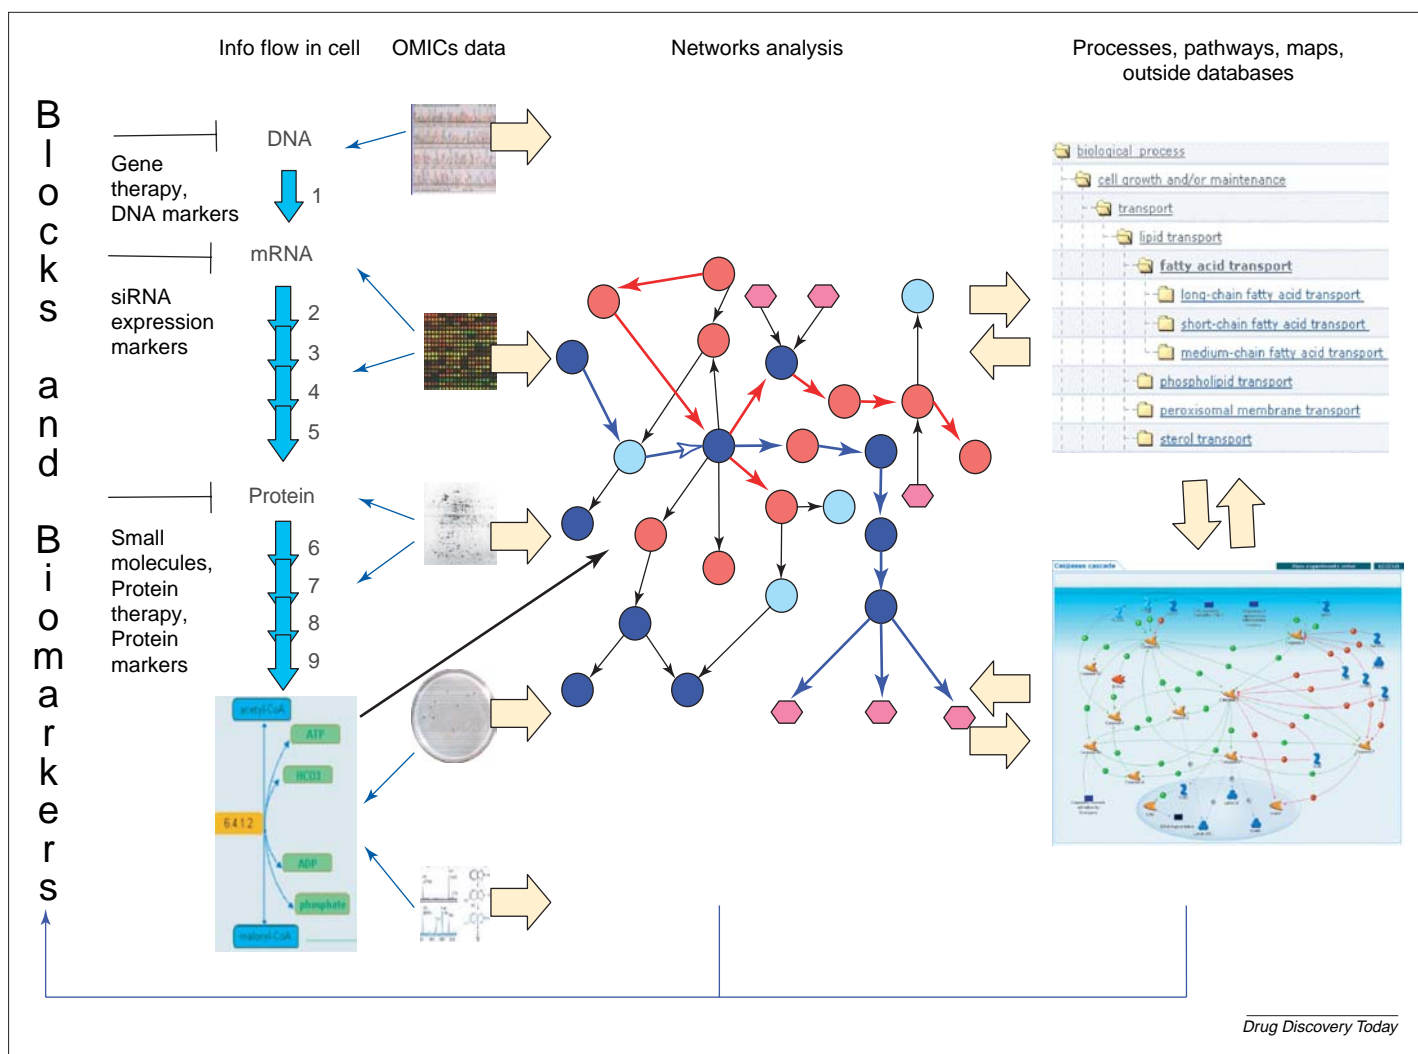 Info flow in cell
OMICs data
Networks analysis
Processes, pathways, maps,
outside databases
Blocks and Biomarkers
DNA
Gene
therapy,
DNA markers
1
mRNA
siRNA
expression
markers
2
3
4
5
Protein
Small
molecules,
Protein
therapy,
Protein
markers
6
7
8
9
acetyl-CoA
ATP
HCO3
6.4.1.2
ADP
phosphate
malonyl-CoA
biological_process
cell growth and/or maintenance
transport
lipid transport
fatty acid transport
long-chain fatty acid transport
short-chain fatty acid transport
medium-chain fatty acid transport
phospholipid transport
peroxisomal membrane transport
sterol transport
Caspases cascade
Drug Discovery Today